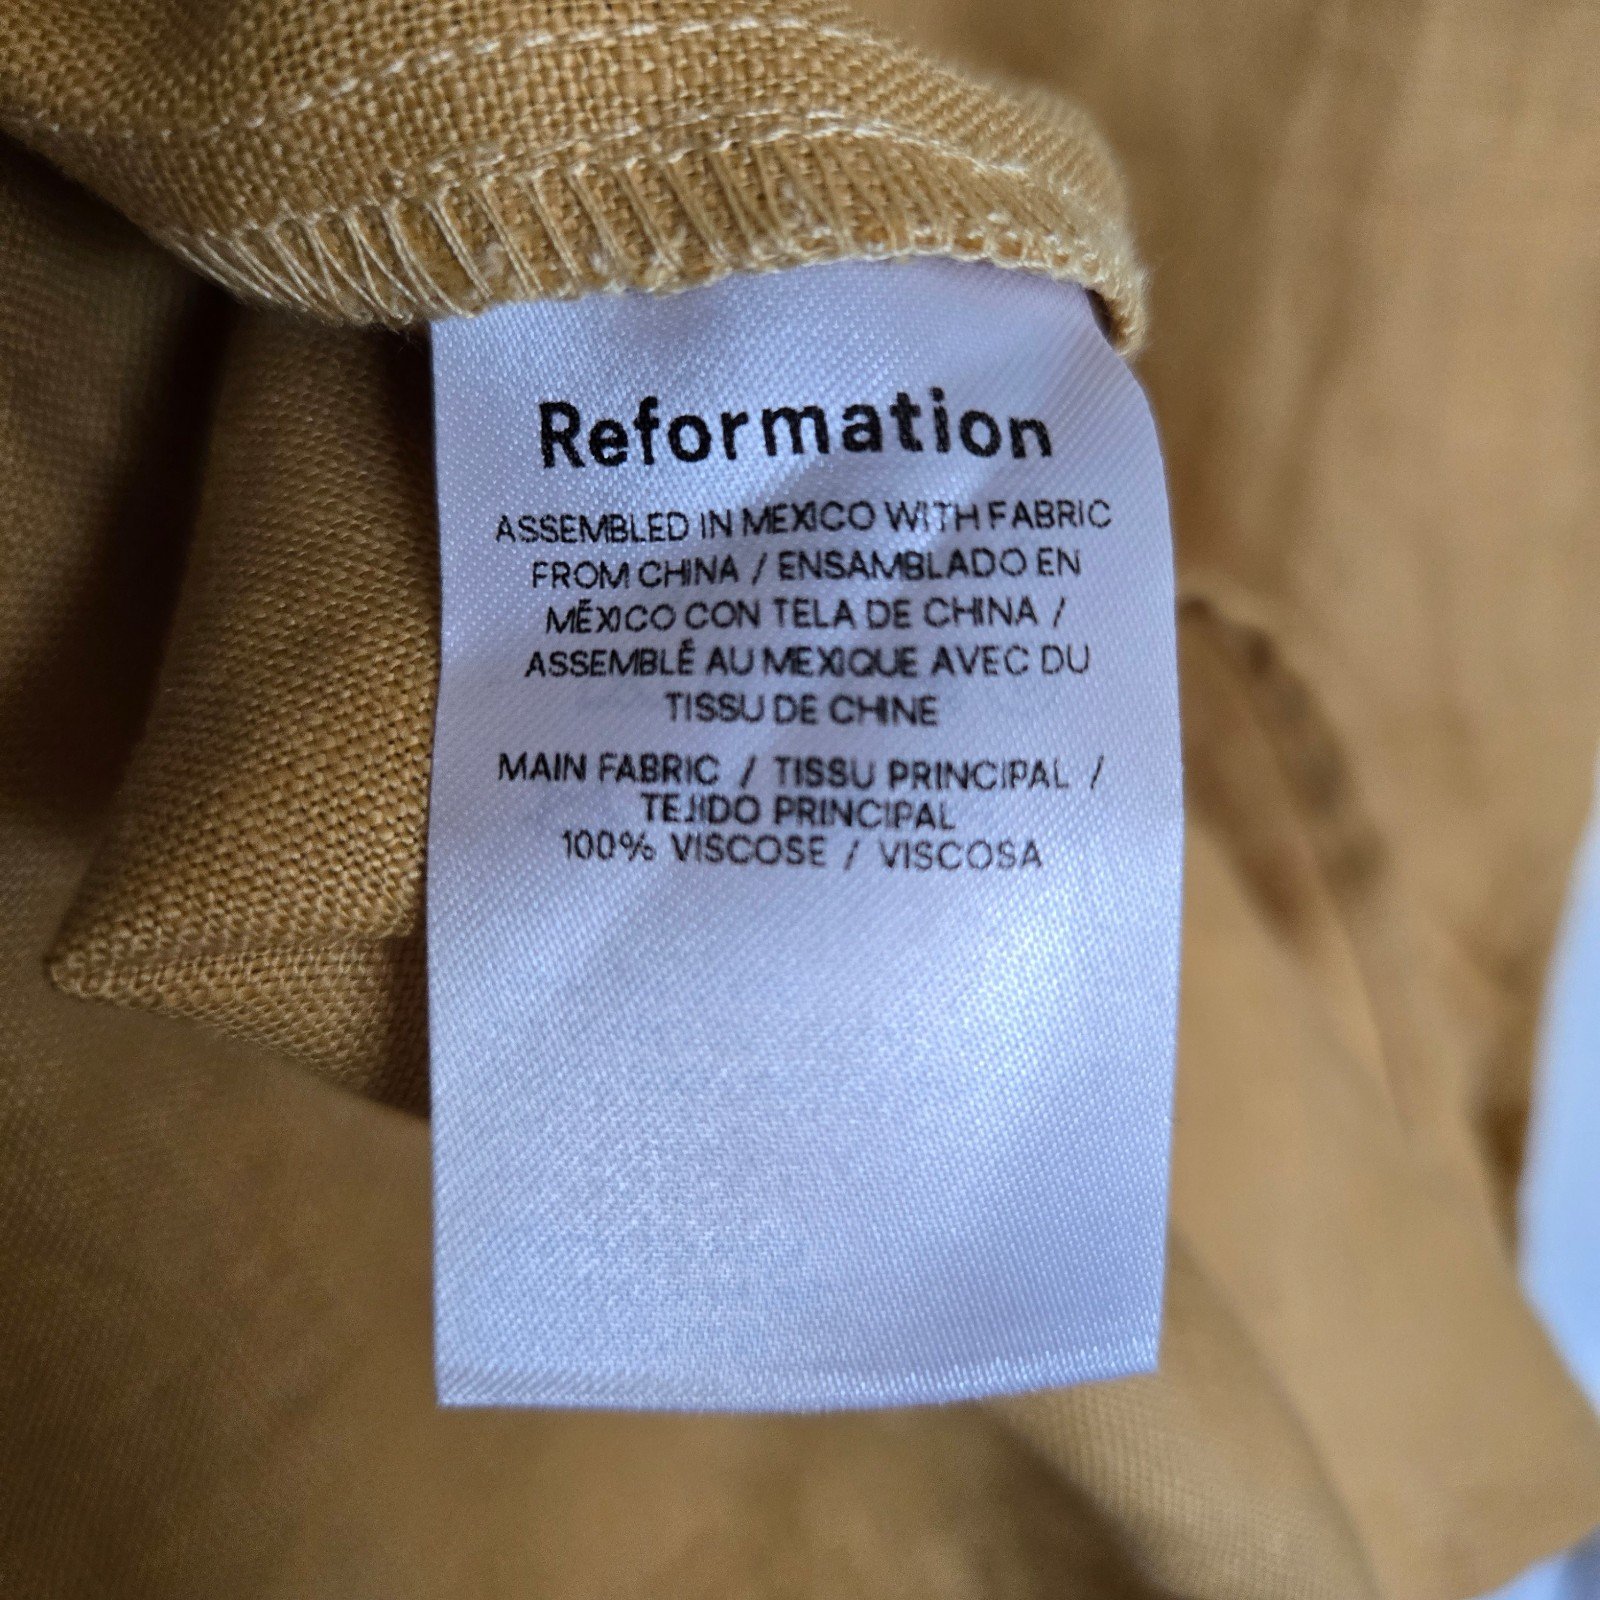 Reformation
ASSEMBLED IN MEXICO WITH FABRIC
FROM CHINA / ENSAMBLADO EN
MÉXICO CON TELA DE CHINA /
ASSEMBLÉ AU MEXIQUE AVEC DU
TISSU DE CHINE
MAIN FABRIC / TISSU PRINCIPAL /
TEJIDO PRINCIPAL
100% VISCOSE / VISCOSA